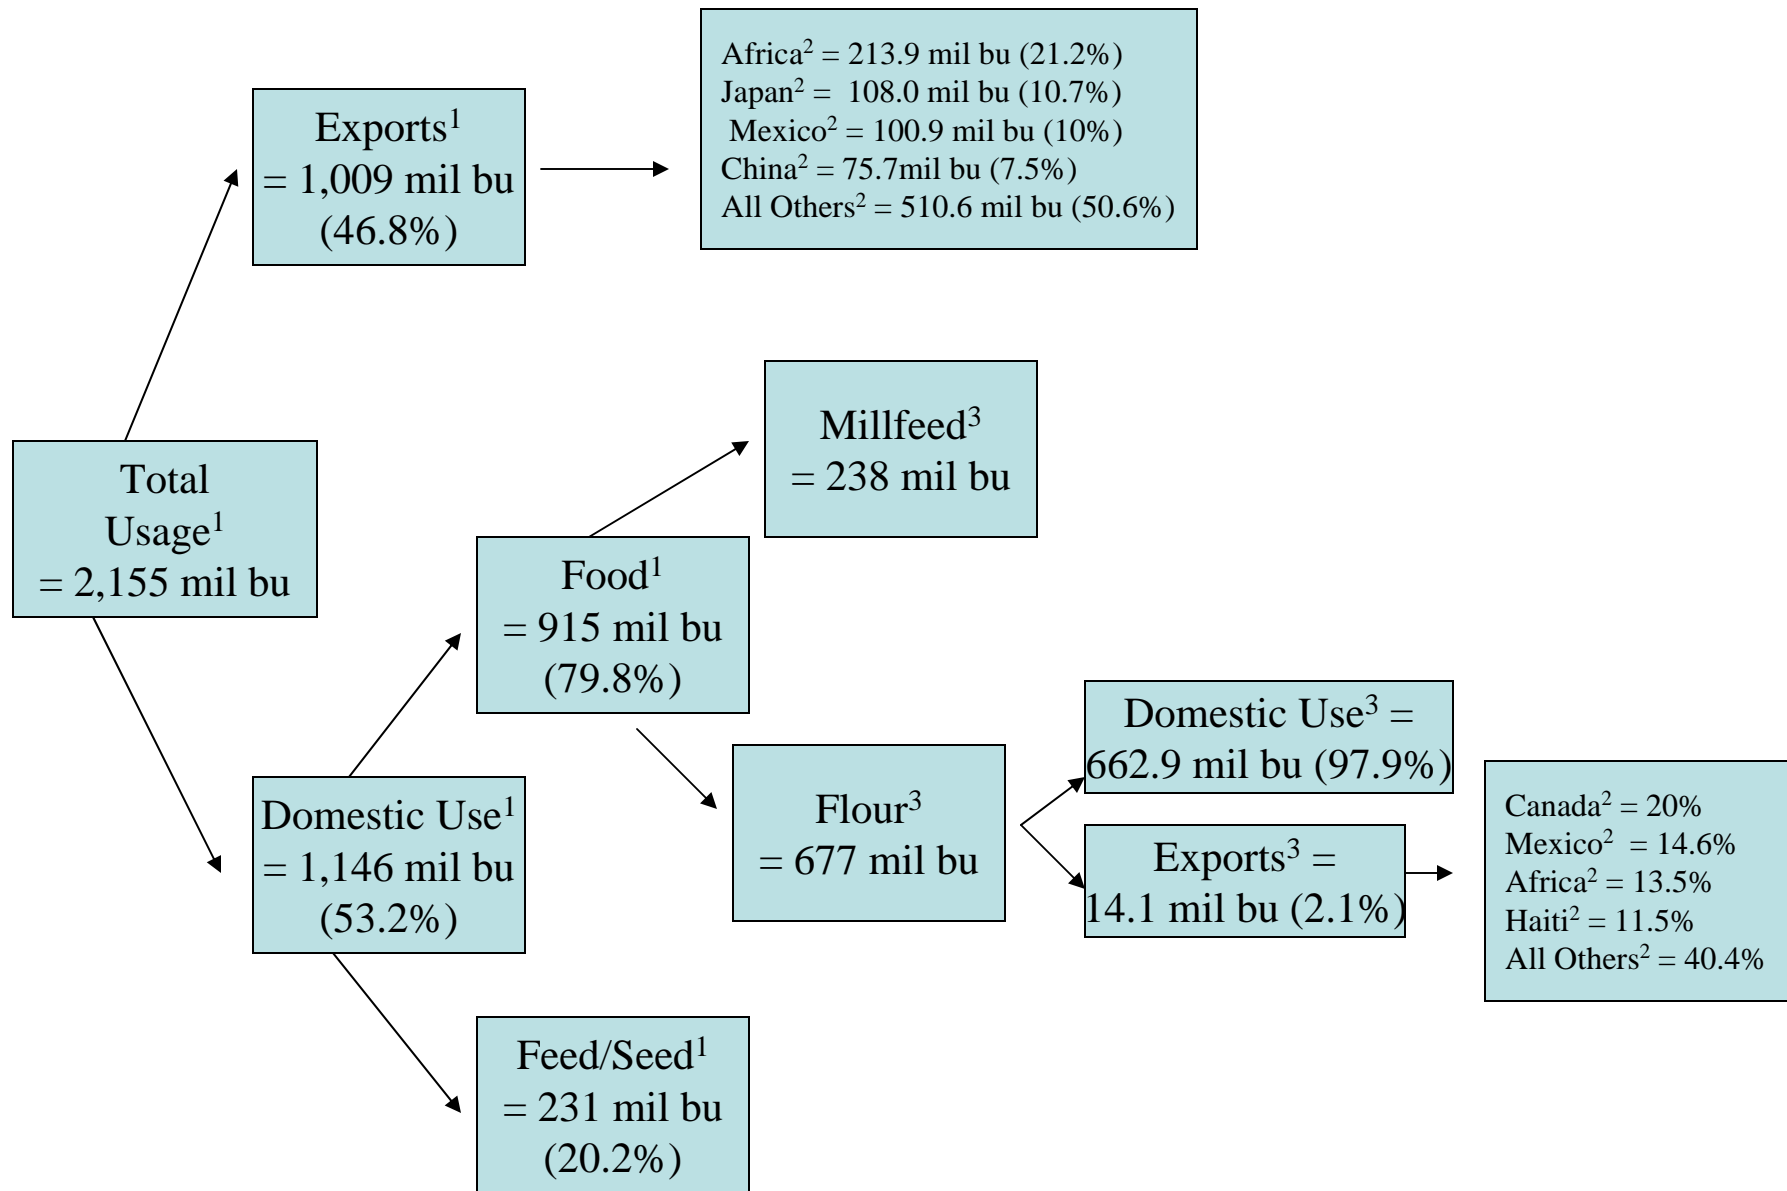 Africa² = 213.9 mil bu (21.2%)
Japan² = 108.0 mil bu (10.7%)
Mexico² = 100.9 mil bu (10%)
China² = 75.7mil bu (7.5%)
All Others² = 510.6 mil bu (50.6%)
Exports¹
= 1,009 mil bu
(46.8%)
Millfeed³
= 238 mil bu
Total
Usage¹
= 2,155 mil bu
Food¹
= 915 mil bu
(79.8%)
Domestic Use³ =
662.9 mil bu (97.9%)
Flour³
= 677 mil bu
Domestic Use¹
= 1,146 mil bu
(53.2%)
Exports³ =
14.1 mil bu (2.1%)
Canada² = 20%
Mexico² = 14.6%
Africa² = 13.5%
Haiti² = 11.5%
All Others² = 40.4%
Feed/Seed¹
= 231 mil bu
(20.2%)